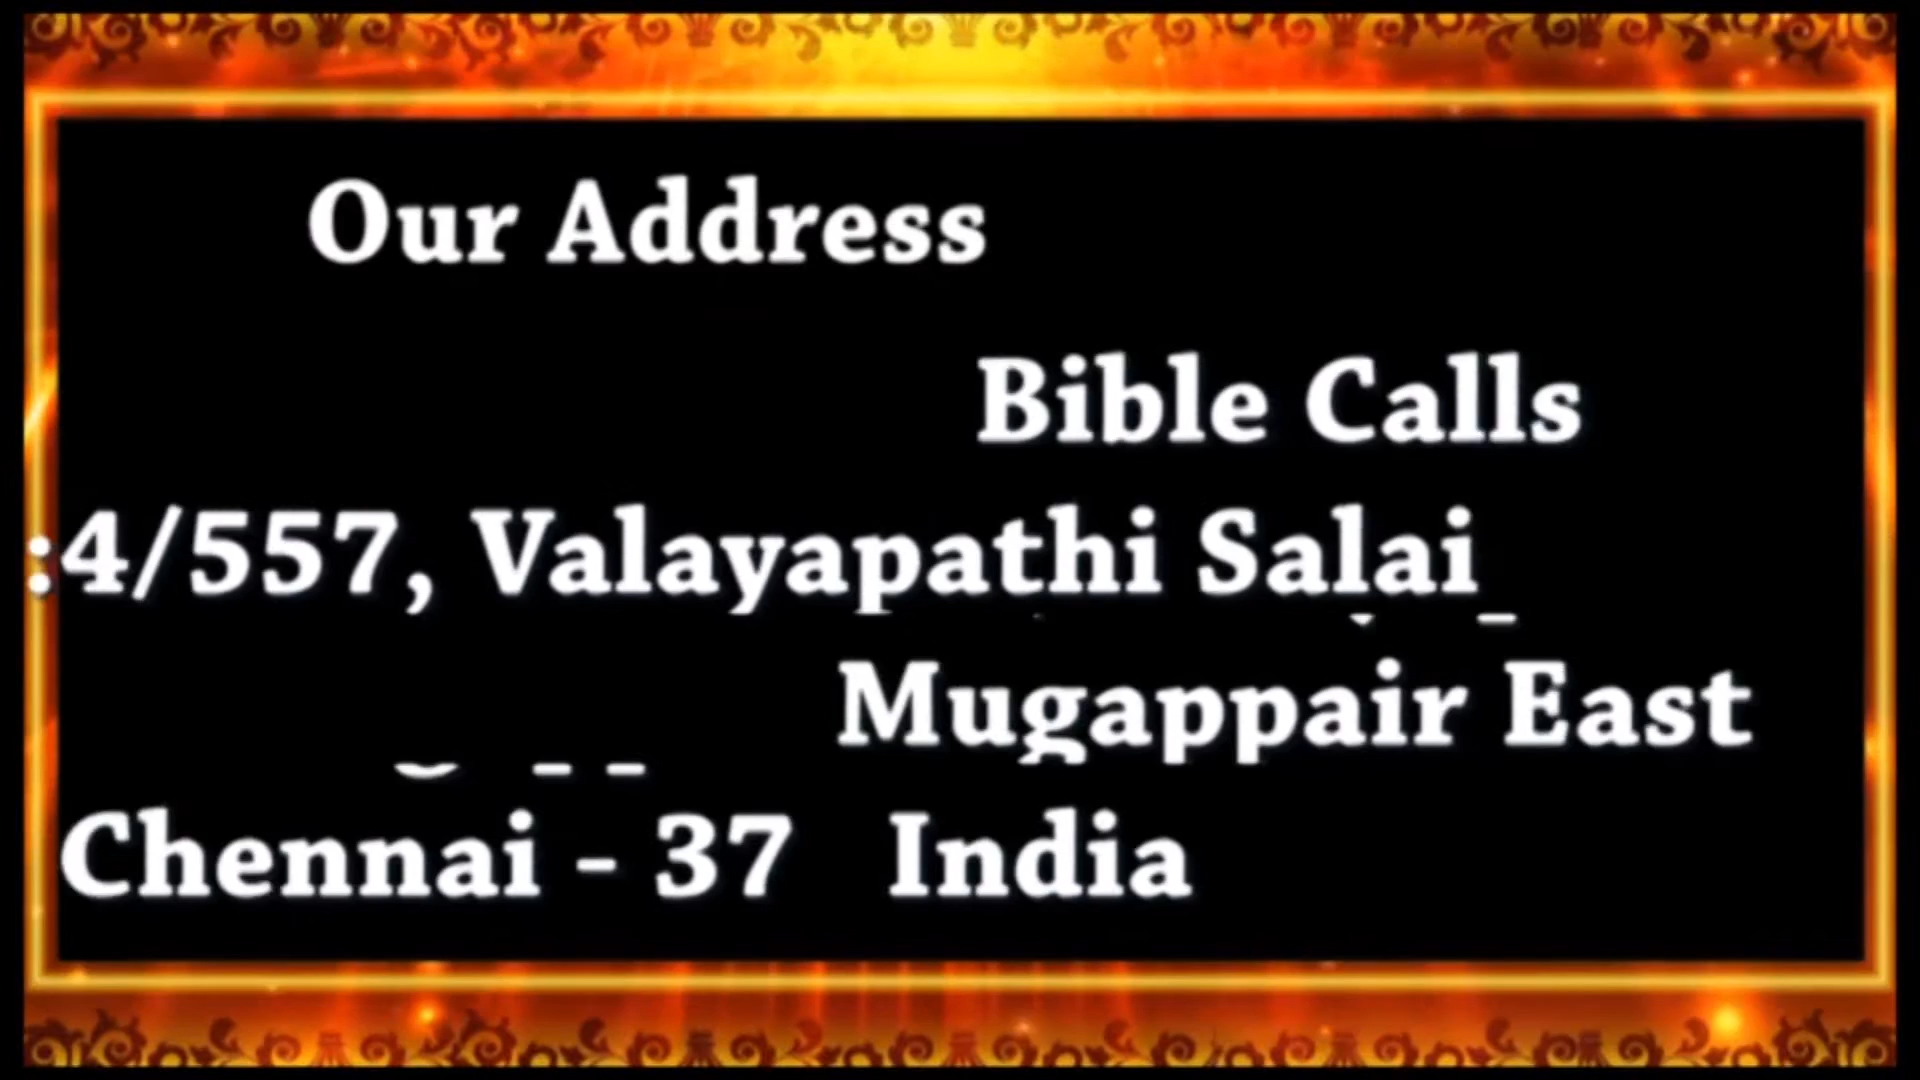 Our Address
Bible Calls
:4/557, Valayapathi Salai
Mugappair East
Chennai - 37 India